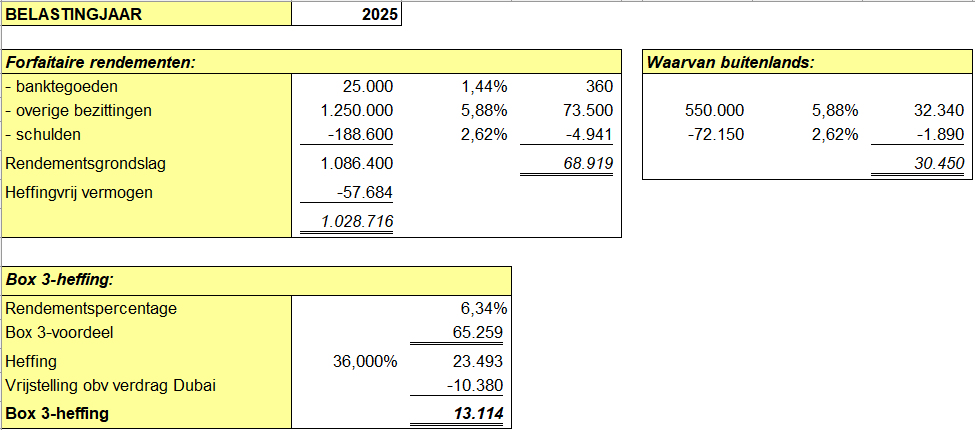 BELASTINGJAAR 2025
Forfaitaire rendementen:
- banktegoeden 25.000 1,44% 360
- overige bezittingen 1.250.000 5,88% 73.500
- schulden -188.600 2,62% -4.941
Rendementsgrondslag 1.086.400 68.919
Heffingvrij vermogen -57.684
1.028.716
Waarvan buitenlands:
550.000 5,88% 32.340
-72.150 2,62% -1.890
30.450
Box 3-heffing:
Rendementspercentage 6,34%
Box 3-voordeel 65.259
Heffing 36,000% 23.493
Vrijstelling obv verdrag Dubai -10.380
Box 3-heffing 13.114